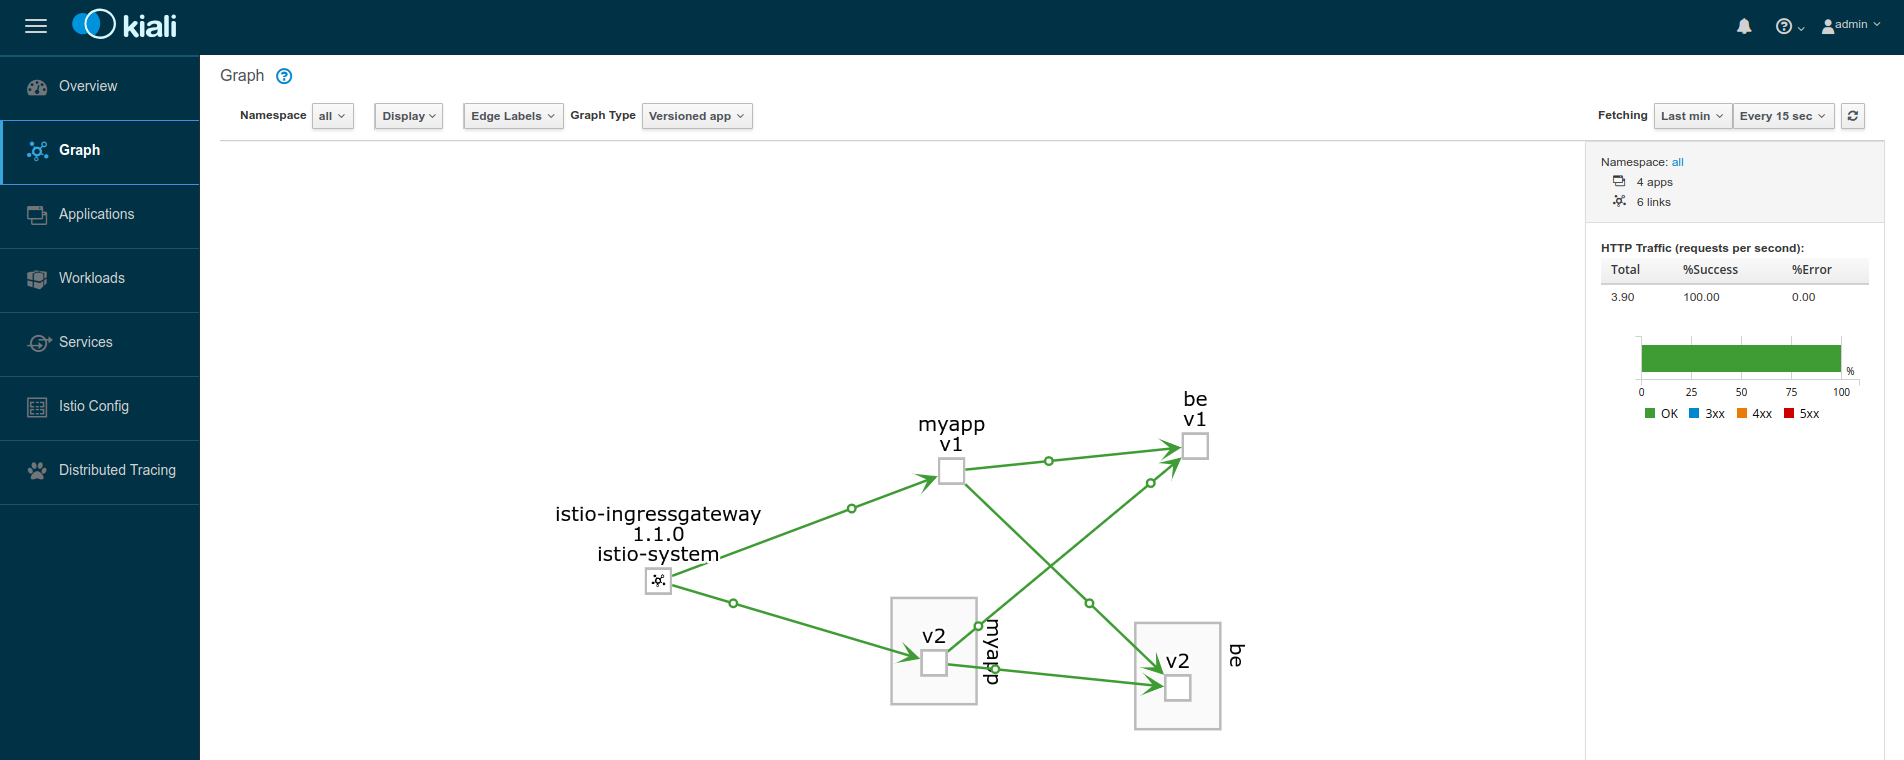 kiali
admin
Overview
Graph
Applications
Workloads
Services
Istio Config
Distributed Tracing
Graph
Namespace all Display Edge Labels Graph Type Versioned app
Fetching Last min Every 15 sec
istio-ingressgateway
1.1.0
istio-system
myapp
v1
be
v1
v2
myapp
v2
be
Namespace: all
4 apps
6 links
HTTP Traffic (requests per second):
Total %Success %Error
3.90 100.00 0.00
%
0 25 50 75 100
OK 3xx 4xx 5xx